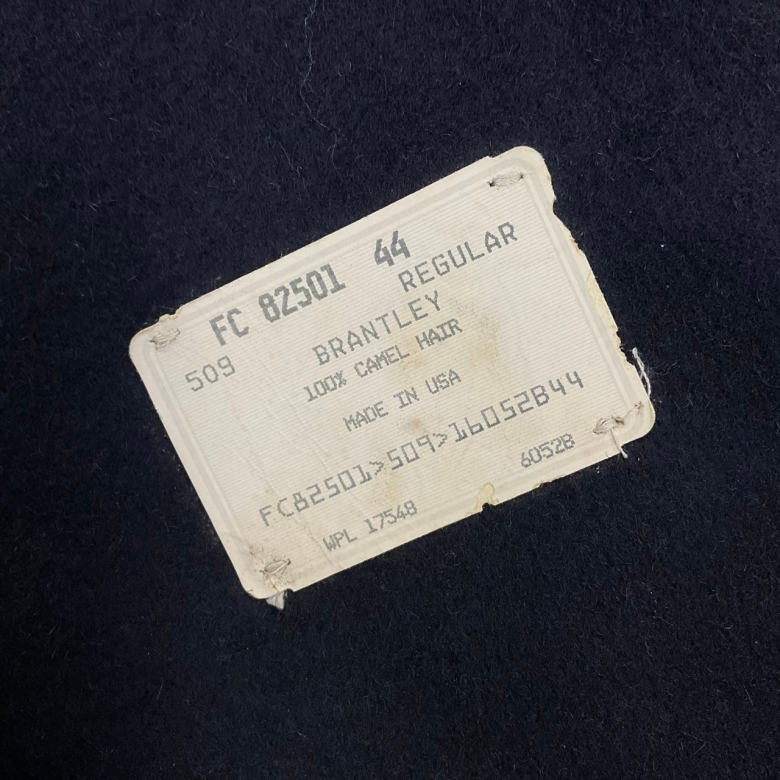 FC 82501 44
REGULAR
509 BRANTLEY
100% CAMEL HAIR
MADE IN USA
FC82501>509>16052B44
WPL 17548 6052B